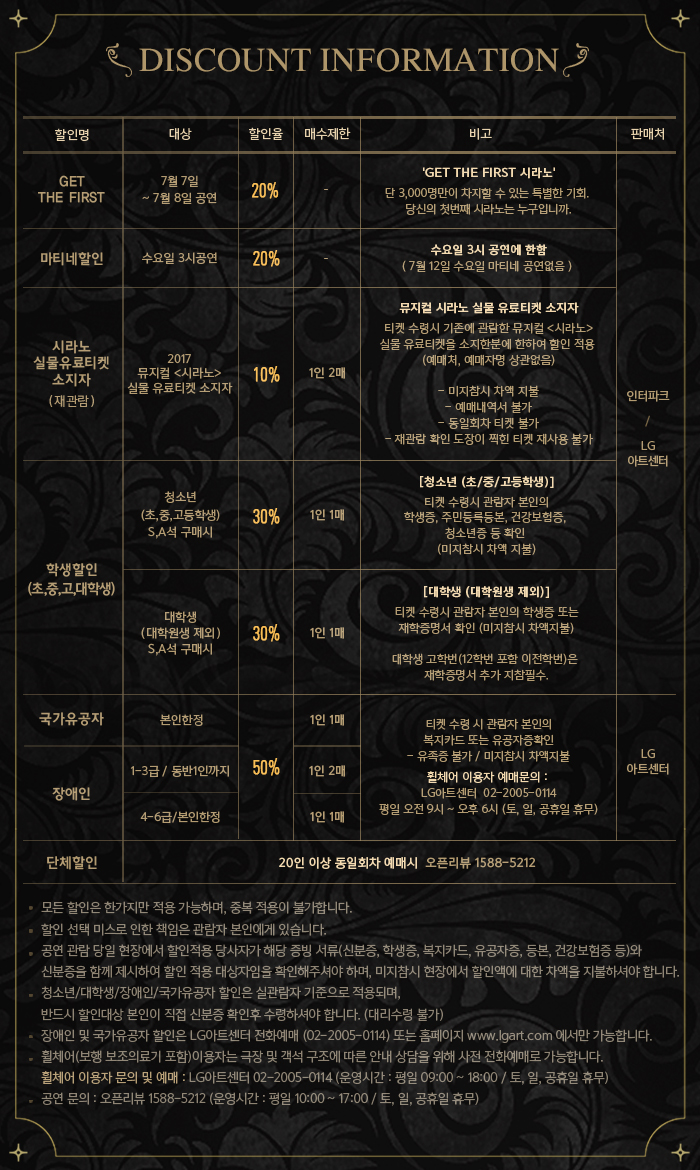 DISCOUNT INFORMATION
할인명 대상 할인율 매수제한 비고 판매처
GET
THE FIRST
7월 7일
~ 7월 8일 공연
20%
-
'GET THE FIRST 시라노'
단 3,000명만이 차지할 수 있는 특별한 기회.
당신의 첫번째 시라노는 누구입니까.
마티네할인
수요일 3시공연
20%
-
수요일 3시 공연에 한함
( 7월 12일 수요일 마티네 공연없음 )
시라노
실물유료티켓
소지자
(재관람)
2017
뮤지컬 <시라노>
실물 유료티켓 소지자
10%
1인 2매
뮤지컬 시라노 실물 유료티켓 소지자
티켓 수령시 기존에 관람한 뮤지컬 <시라노>
실물 유료티켓을 소지한분에 한하여 할인 적용
(예매처, 예매자명 상관없음)
- 미지참시 차액 지불
- 예매내역서 불가
- 동일회차 티켓 불가
- 재관람 확인 도장이 찍힌 티켓 재사용 불가
인터파크
/
LG
아트센터
학생할인
(초,중,고,대학생)
청소년
(초,중,고등학생)
S,A석 구매시
30%
1인 1매
[청소년 (초/중/고등학생)]
티켓 수령시 관람자 본인의
학생증, 주민등록등본, 건강보험증,
청소년증 등 확인
(미지참시 차액 지불)
대학생
(대학원생 제외)
S,A석 구매시
30%
1인 1매
[대학생 (대학원생 제외)]
티켓 수령시 관람자 본인의 학생증 또는
재학증명서 확인 (미지참시 차액지불)
대학생 고학번(12학번 포함 이전학번)은
재학증명서 추가 지참필수.
국가유공자
본인한정
1인 1매
장애인
1-3급 / 동반1인까지
1인 2매
4-6급/본인한정
1인 1매
50%
티켓 수령 시 관람자 본인의
복지카드 또는 유공자증확인
- 유족증 불가 / 미지참시 차액지불
휠체어 이용자 예매문의 :
LG아트센터 02-2005-0114
평일 오전 9시 ~ 오후 6시 (토, 일, 공휴일 휴무)
LG
아트센터
단체할인
20인 이상 동일회차 예매시 오픈리뷰 1588-5212
• 모든 할인은 한가지만 적용 가능하며, 중복 적용이 불가합니다.
• 할인 선택 미스로 인한 책임은 관람자 본인에게 있습니다.
• 공연 관람 당일 현장에서 할인적용 당사자가 해당 증빙 서류(신분증, 학생증, 복지카드, 유공자증, 등본, 건강보험증 등)와
신분증을 함께 제시하여 할인 적용 대상자임을 확인해주셔야 하며, 미지참시 현장에서 할인액에 대한 차액을 지불하셔야 합니다.
• 청소년/대학생/장애인/국가유공자 할인은 실관람자 기준으로 적용되며,
반드시 할인대상 본인이 직접 신분증 확인후 수령하셔야 합니다. (대리수령 불가)
• 장애인 및 국가유공자 할인은 LG아트센터 전화예매 (02-2005-0114) 또는 홈페이지 www.lgart.com 에서만 가능합니다.
• 휠체어(보행 보조의료기 포함)이용자는 극장 및 객석 구조에 따른 안내 상담을 위해 사전 전화예매로 가능합니다.
휠체어 이용자 문의 및 예매 : LG아트센터 02-2005-0114 (운영시간 : 평일 09:00 ~ 18:00 / 토, 일, 공휴일 휴무)
• 공연 문의 : 오픈리뷰 1588-5212 (운영시간 : 평일 10:00 ~ 17:00 / 토, 일, 공휴일 휴무)